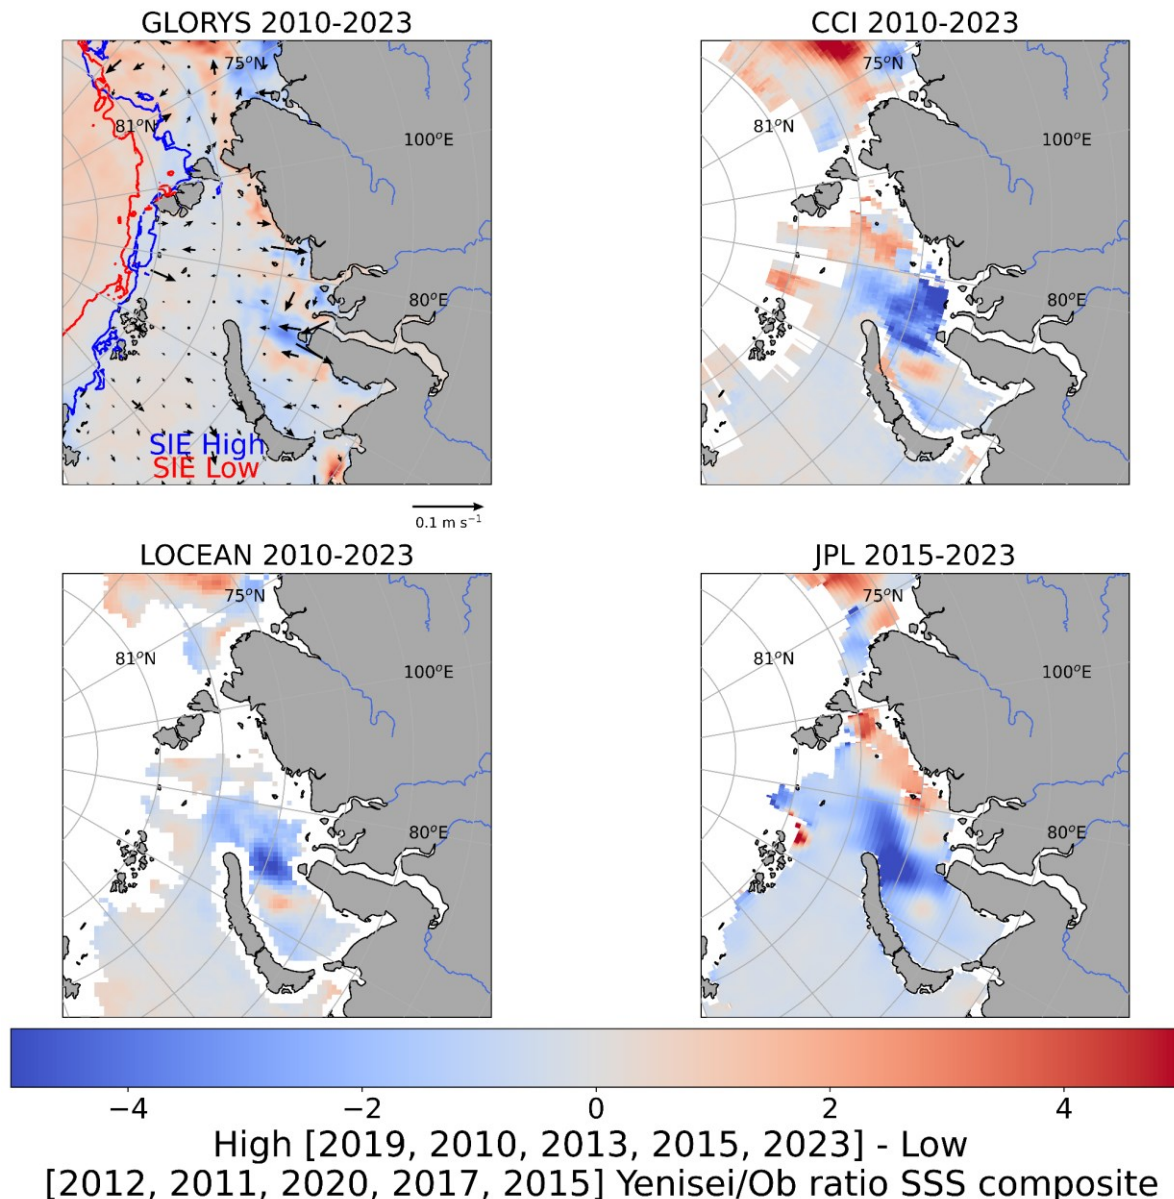 GLORYS 2010-2023
CCI 2010-2023
75°N
81°N
100°E
80°E
SIE High
SIE Low
0.1 m s⁻¹
75°N
81°N
100°E
80°E
LOCEAN 2010-2023
JPL 2015-2023
75°N
81°N
100°E
80°E
75°N
81°N
100°E
80°E
−4 −2 0 2 4
High [2019, 2010, 2013, 2015, 2023] - Low
[2012, 2011, 2020, 2017, 2015] Yenisei/Ob ratio SSS composite